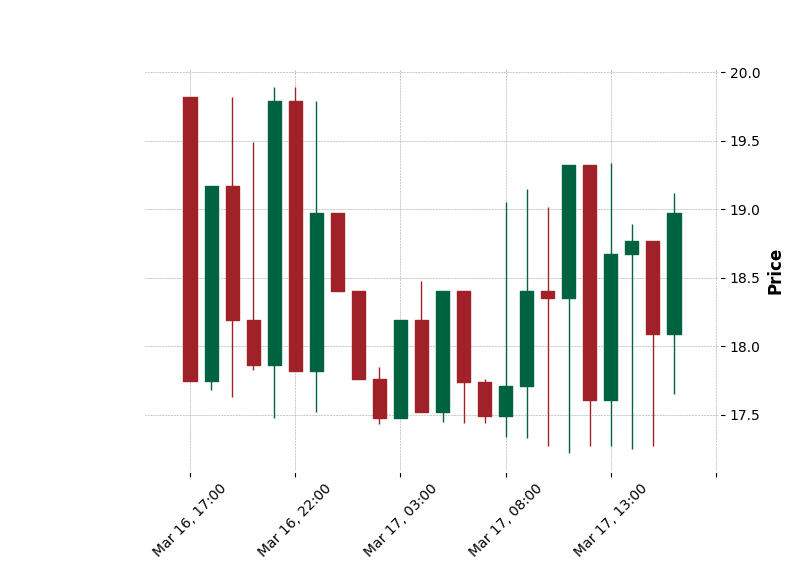 20.0
19.5
19.0
18.5
18.0
17.5
Price
Mar 16, 17:00
Mar 16, 22:00
Mar 17, 03:00
Mar 17, 08:00
Mar 17, 13:00